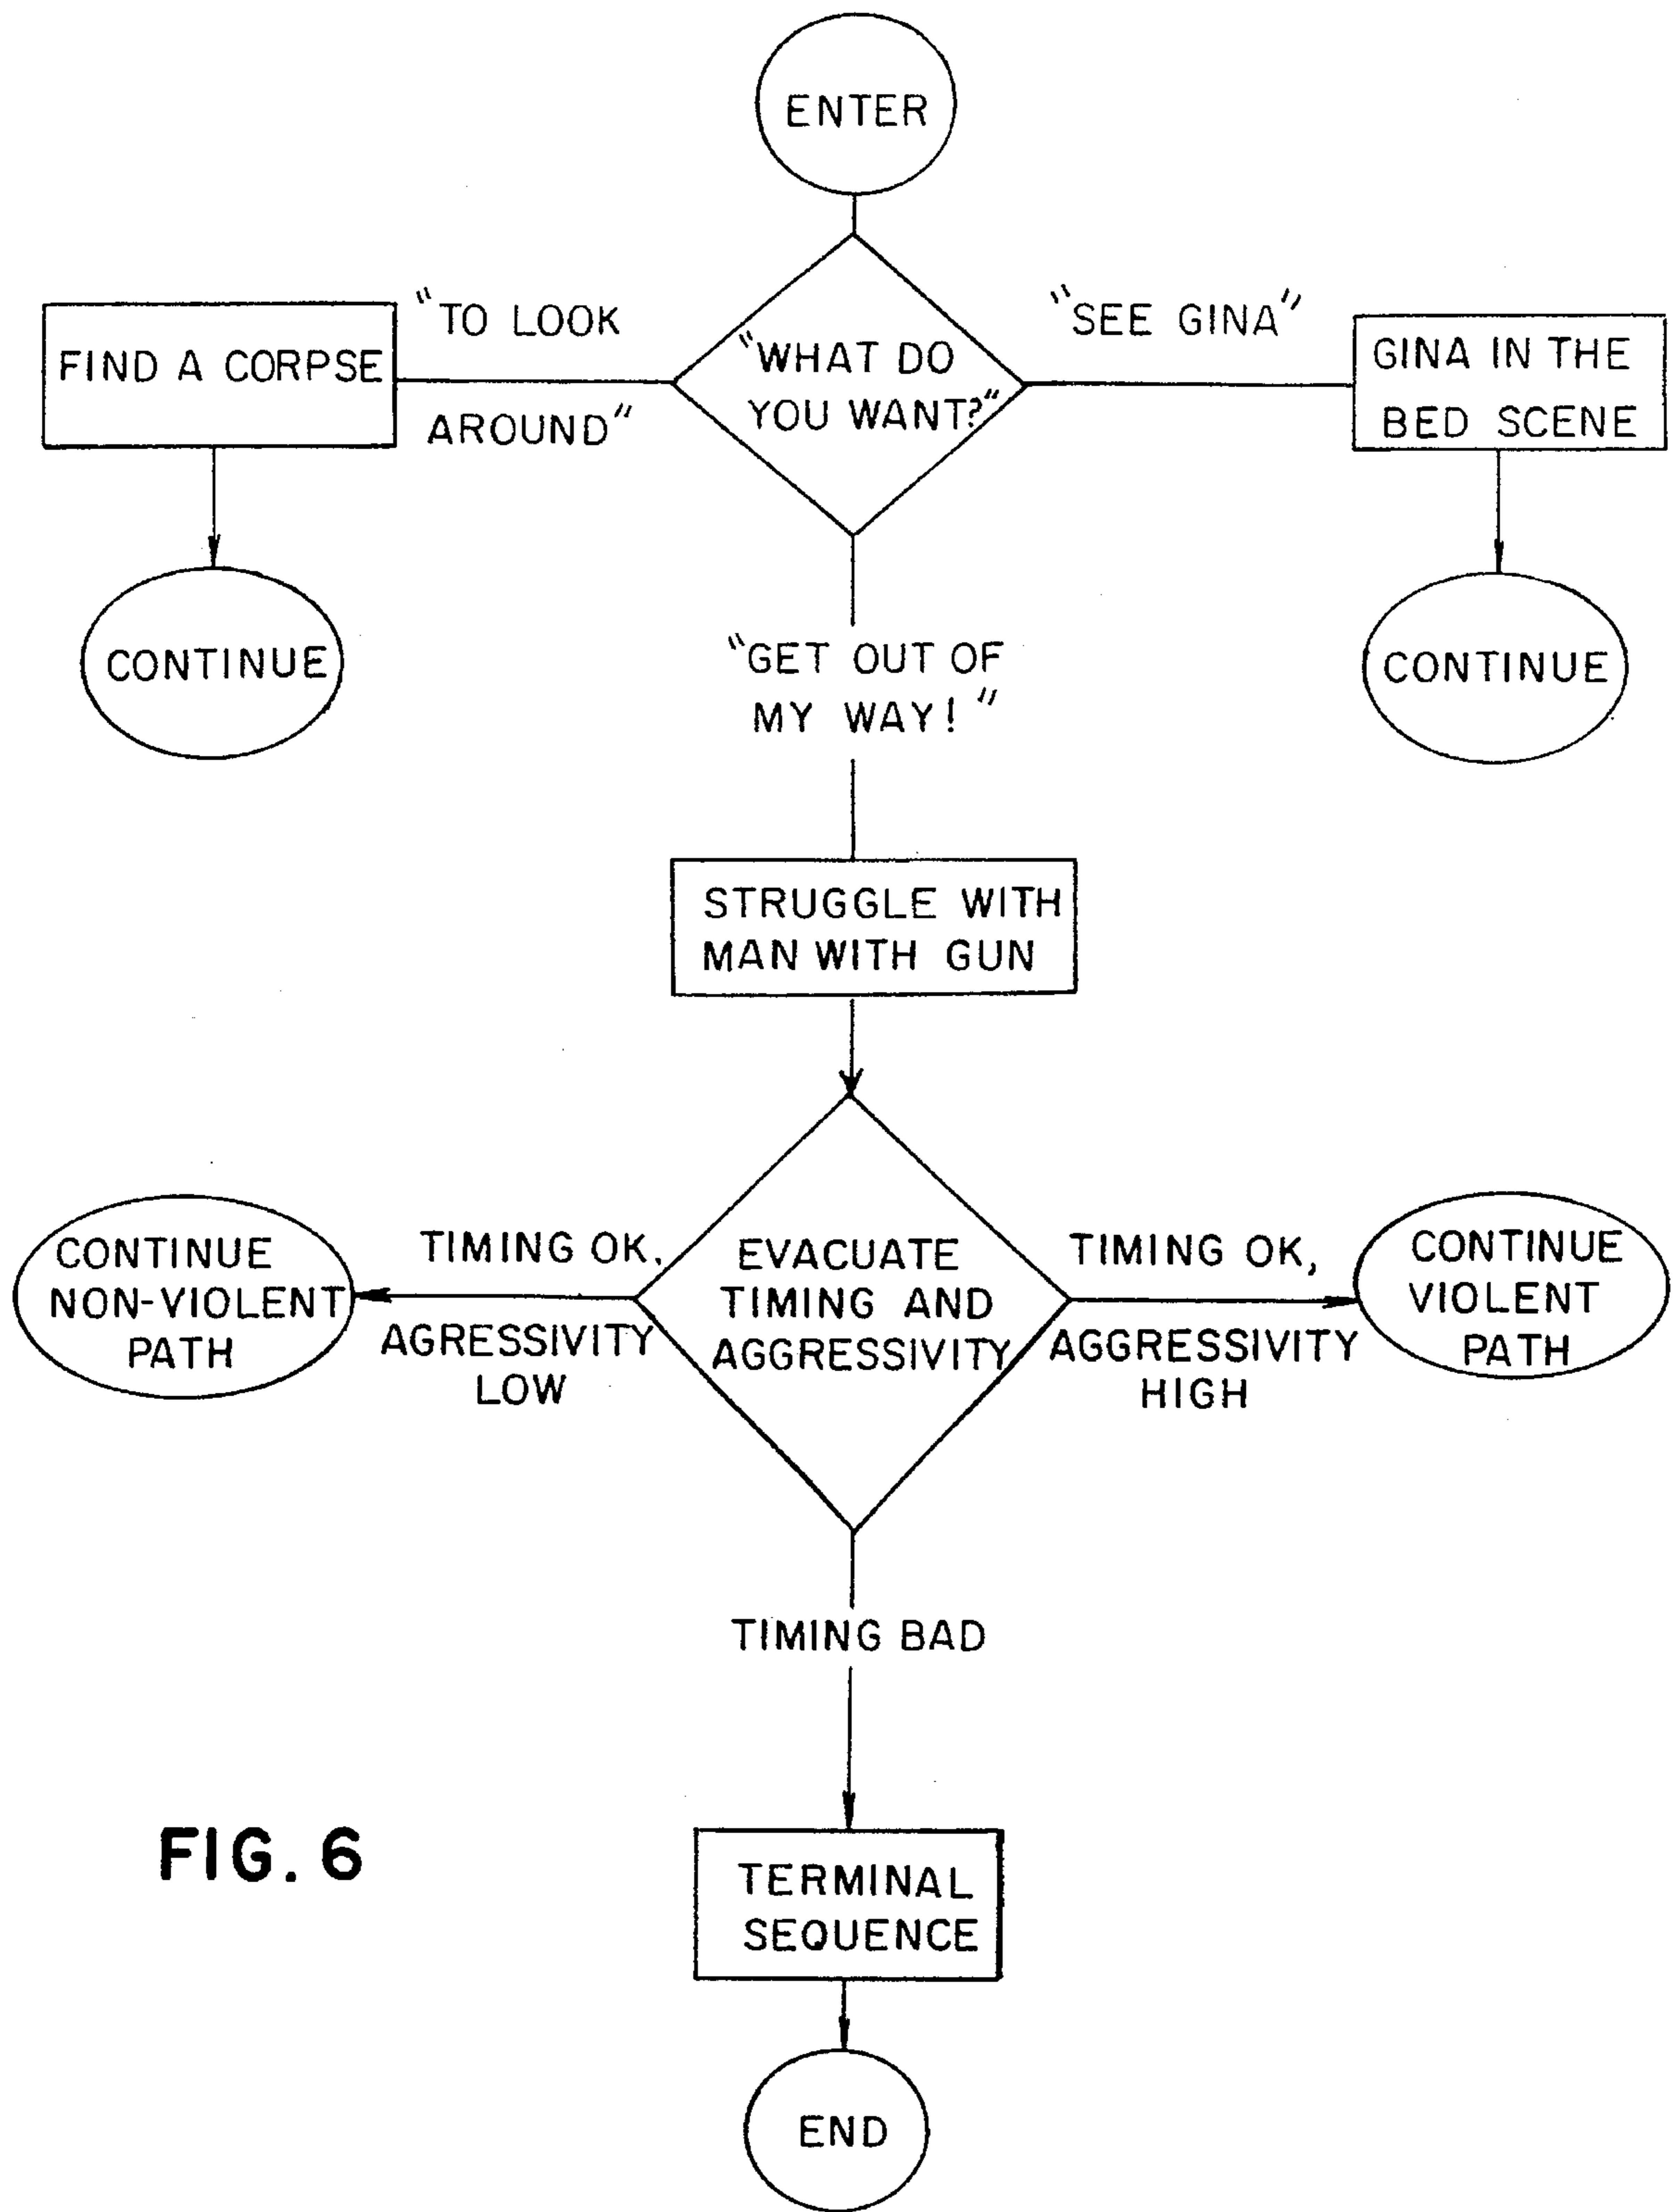 ENTER
"TO LOOK
AROUND"
FIND A CORPSE
"WHAT DO
YOU WANT?"
"SEE GINA"
GINA IN THE
BED SCENE
CONTINUE
CONTINUE
"GET OUT OF
MY WAY!"
STRUGGLE WITH
MAN WITH GUN
CONTINUE
NON-VIOLENT
PATH
TIMING OK,
AGRESSIVITY
LOW
EVACUATE
TIMING AND
AGGRESSIVITY
TIMING OK,
AGGRESSIVITY
HIGH
CONTINUE
VIOLENT
PATH
TIMING BAD
TERMINAL
SEQUENCE
END
FIG. 6